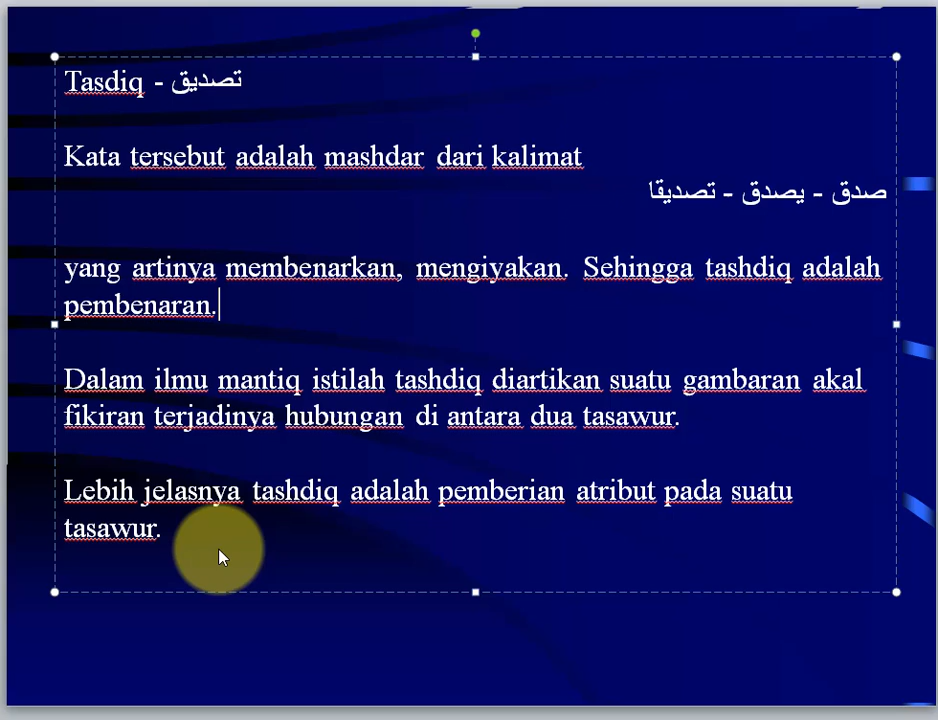 Tasdiq - تصديق
Kata tersebut adalah mashdar dari kalimat
صدق - يصدق - تصديقا
yang artinya membenarkan, mengiyakan. Sehingga tashdiq adalah
pembenaran.
Dalam ilmu mantiq istilah tashdiq diartikan suatu gambaran akal
fikiran terjadinya hubungan di antara dua tasawur.
Lebih jelasnya tashdiq adalah pemberian atribut pada suatu
tasawur.